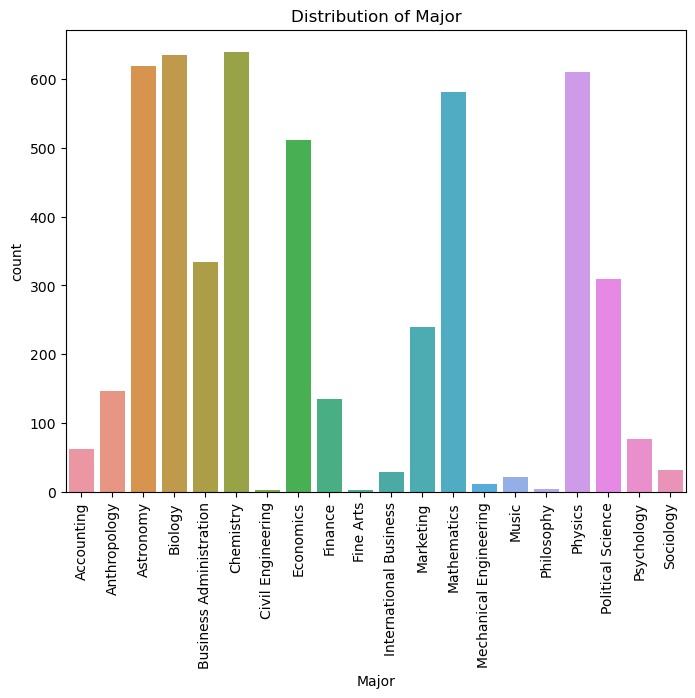 Distribution of Major
600
500
400
300
200
100
0
count
Accounting
Anthropology
Astronomy
Biology
Business Administration
Chemistry
Civil Engineering
Economics
Finance
Fine Arts
International Business
Marketing
Mathematics
Mechanical Engineering
Music
Philosophy
Physics
Political Science
Psychology
Sociology
Major